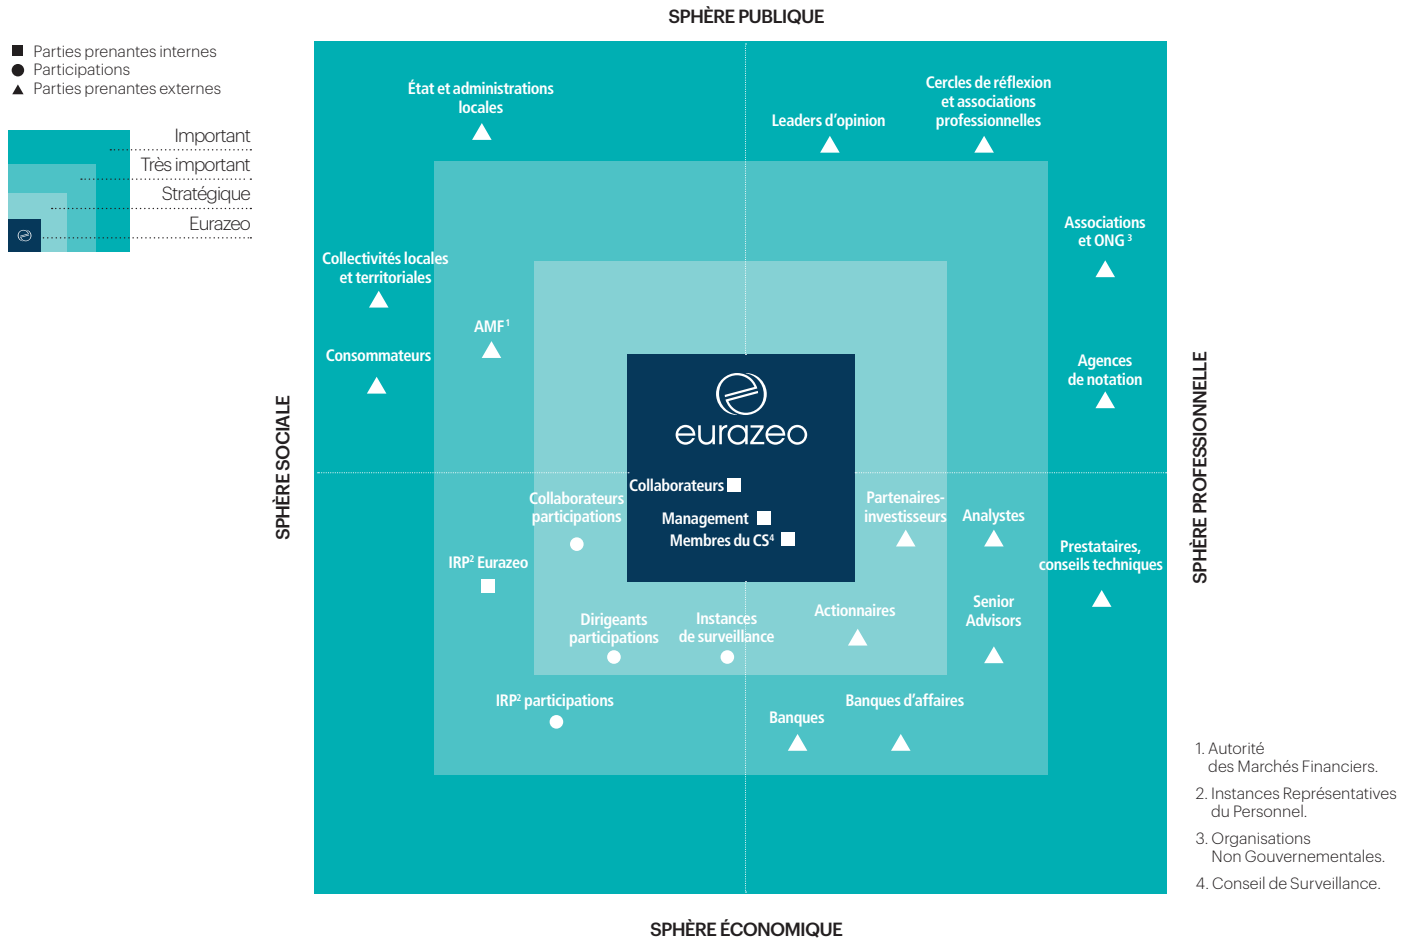 SPHÈRE PUBLIQUE
Parties prenantes internes
Participations
Parties prenantes externes
Important
Très important
Stratégique
Eurazeo
État et administrations
locales
Leaders d'opinion
Cercles de réflexion
et associations
professionnelles
Associations
et ONG 3
Collectivités locales
et territoriales
AMF1
Consommateurs
Agences
de notation
SPHÈRE SOCIALE
SPHÈRE PROFESSIONNELLE
eurazeo
Collaborateurs
Management
Membres du CS4
Collaborateurs
participations
Partenaires-
investisseurs
Analystes
Prestataires,
conseils techniques
IRP2 Eurazeo
Dirigeants
participations
Instances
de surveillance
Actionnaires
Senior
Advisors
IRP2 participations
Banques
Banques d'affaires
1. Autorité
des Marchés Financiers.
2. Instances Représentatives
du Personnel.
3. Organisations
Non Gouvernementales.
4. Conseil de Surveillance.
SPHÈRE ÉCONOMIQUE